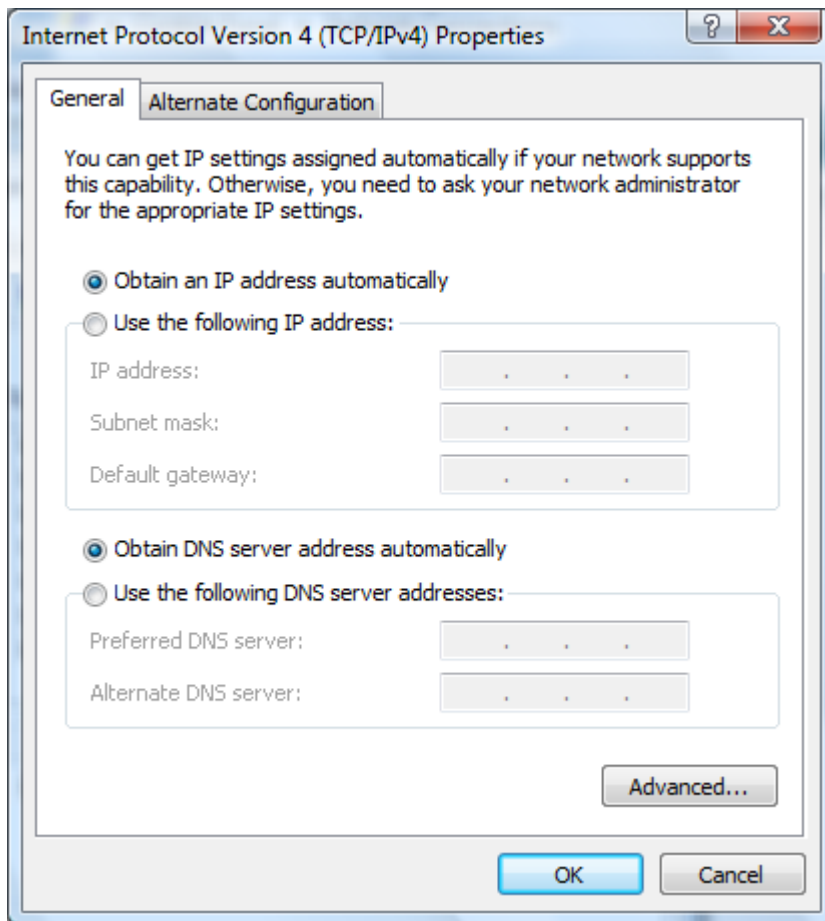 Internet Protocol Version 4 (TCP/IPv4) Properties
General
Alternate Configuration
You can get IP settings assigned automatically if your network supports
this capability. Otherwise, you need to ask your network administrator
for the appropriate IP settings.
Obtain an IP address automatically
Use the following IP address:
IP address: . . .
Subnet mask: . . .
Default gateway: . . .
Obtain DNS server address automatically
Use the following DNS server addresses:
Preferred DNS server: . . .
Alternate DNS server: . . .
Advanced...
OK
Cancel